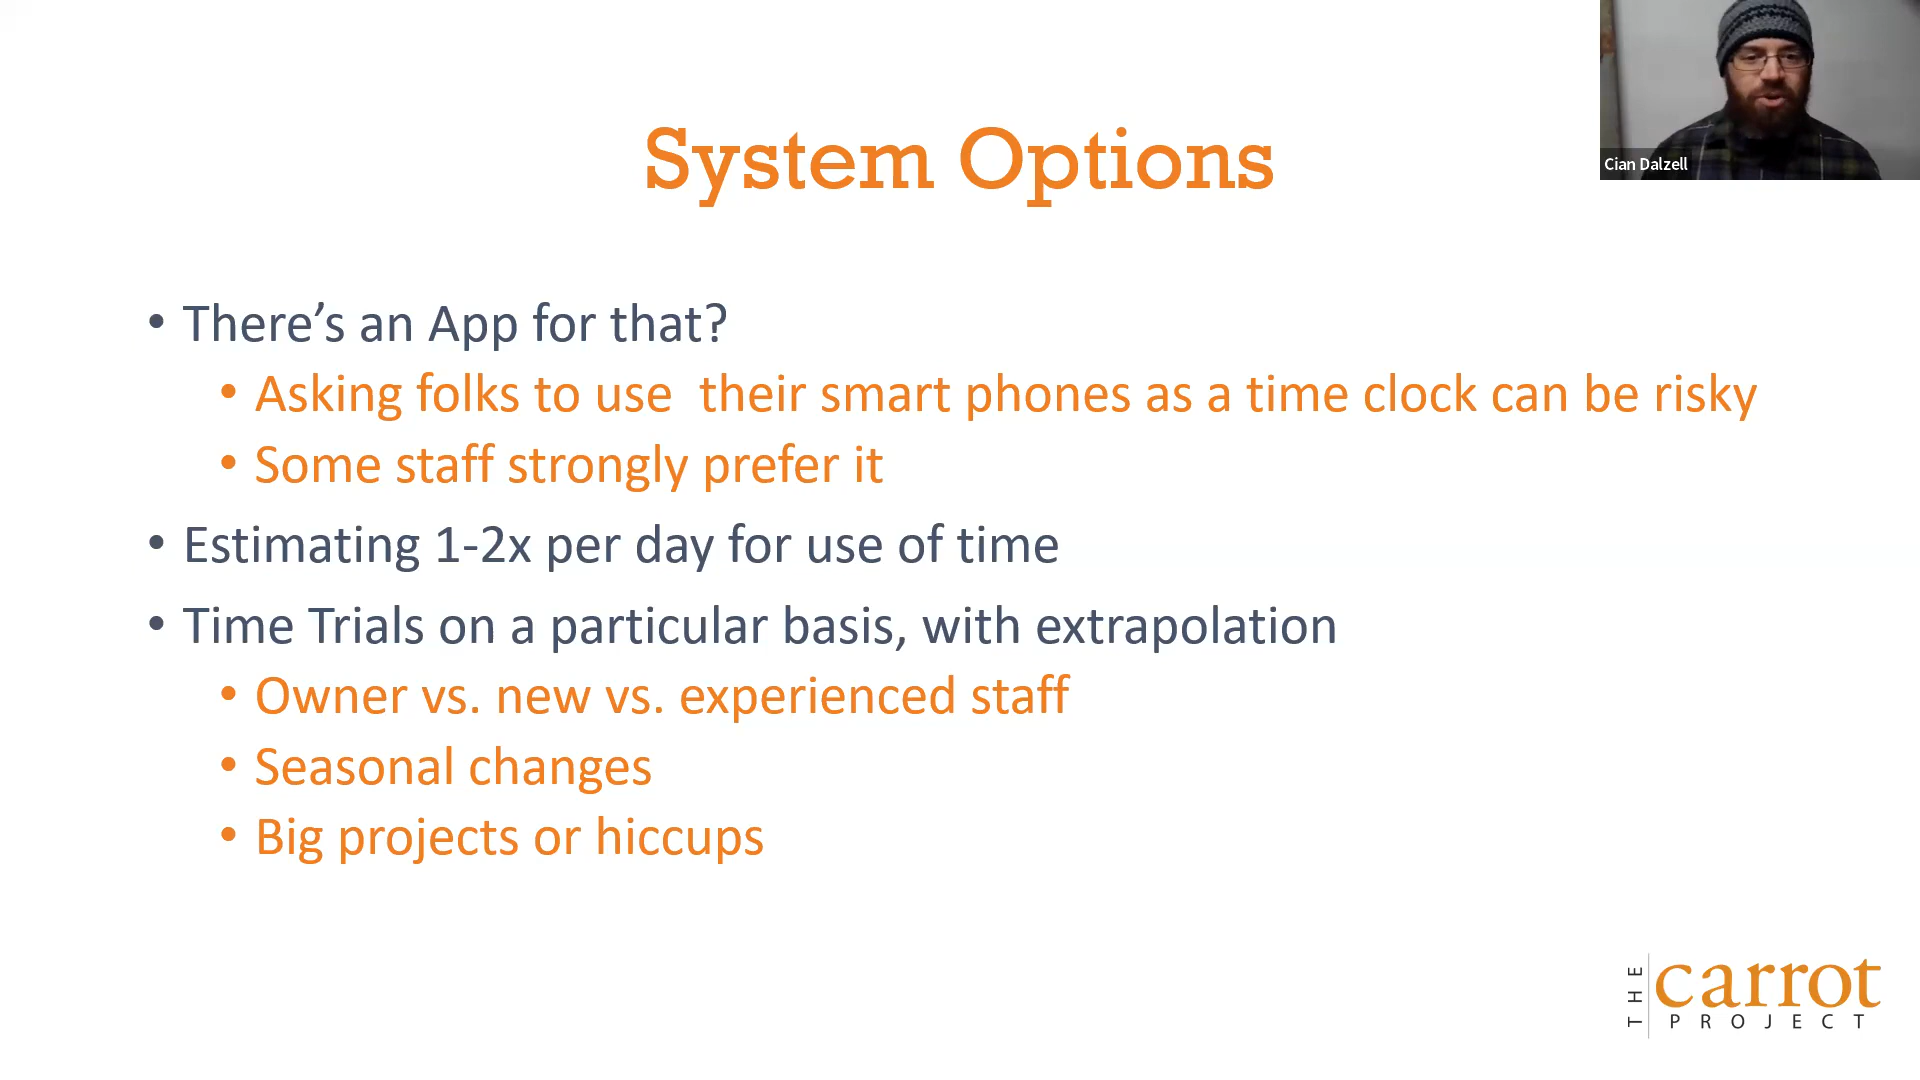 System Options
Cian Dalzell
• There’s an App for that?
• Asking folks to use  their smart phones as a time clock can be risky
• Some staff strongly prefer it
• Estimating 1-2x per day for use of time
• Time Trials on a particular basis, with extrapolation
• Owner vs. new vs. experienced staff
• Seasonal changes
• Big projects or hiccups
THE
carrot
PROJECT